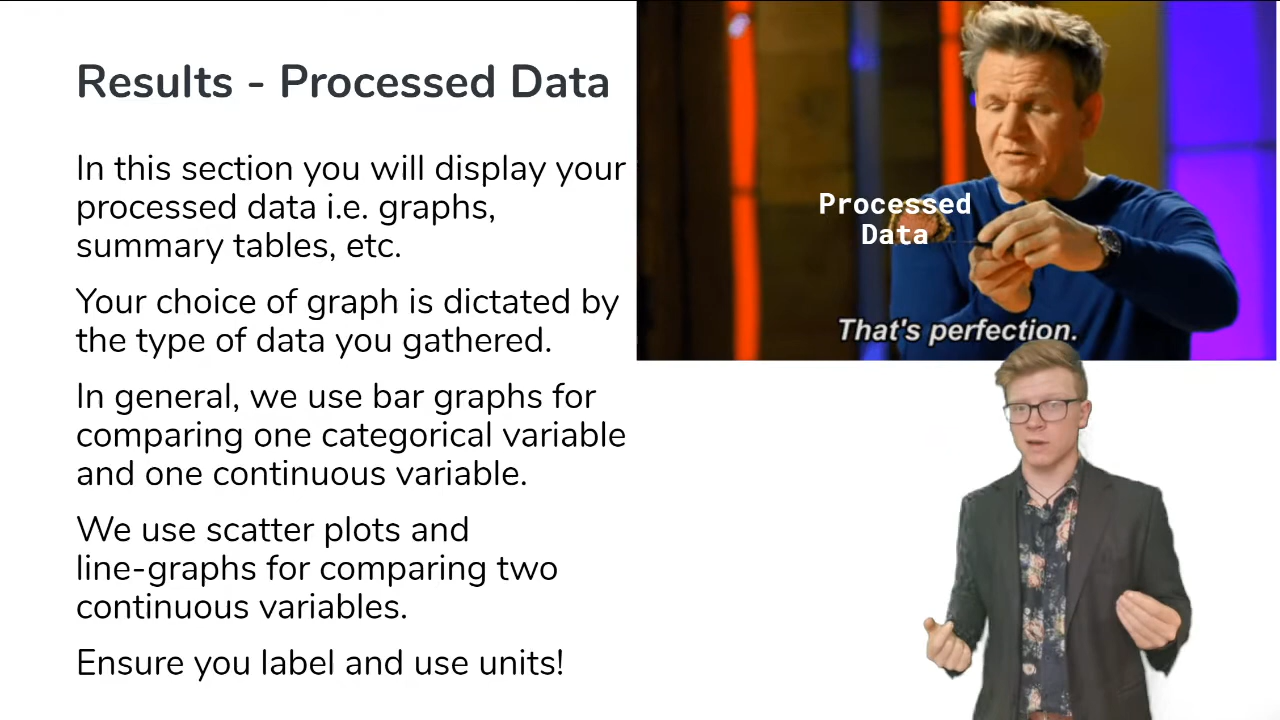 Results - Processed Data
In this section you will display your
processed data i.e. graphs,
summary tables, etc.
Your choice of graph is dictated by
the type of data you gathered.
In general, we use bar graphs for
comparing one categorical variable
and one continuous variable.
We use scatter plots and
line-graphs for comparing two
continuous variables.
Ensure you label and use units!
Processed
Data
That's perfection.